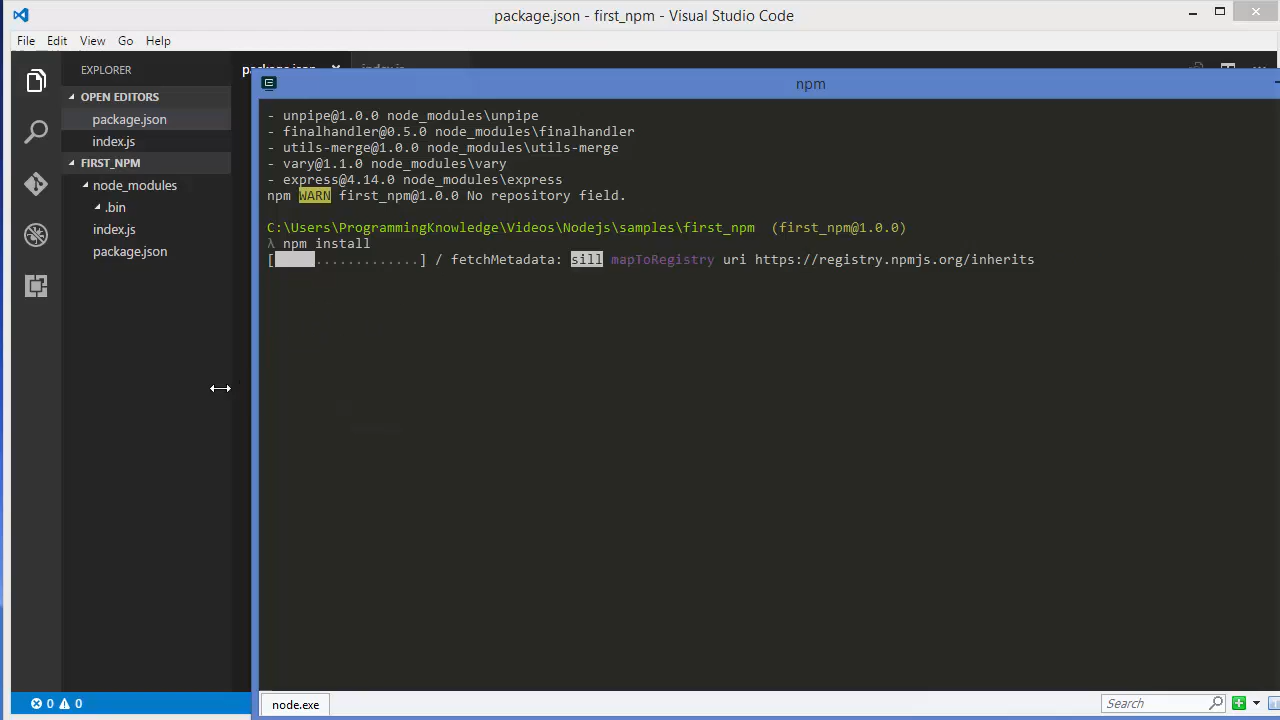 package.json - first_npm - Visual Studio Code
File Edit View Go Help
EXPLORER
package.json
index.js
OPEN EDITORS
package.json
index.js
FIRST_NPM
node_modules
.bin
index.js
package.json
npm
- unpipe@1.0.0 node_modules\unpipe
- finalhandler@0.5.0 node_modules\finalhandler
- utils-merge@1.0.0 node_modules\utils-merge
- vary@1.1.0 node_modules\vary
- express@4.14.0 node_modules\express
npm WARN first_npm@1.0.0 No repository field.
C:\Users\ProgrammingKnowledge\Videos\Nodejs\samples\first_npm (first_npm@1.0.0)
λ npm install
[.............] / fetchMetadata: sill mapToRegistry uri https://registry.npmjs.org/inherits
0 0
node.exe
Search